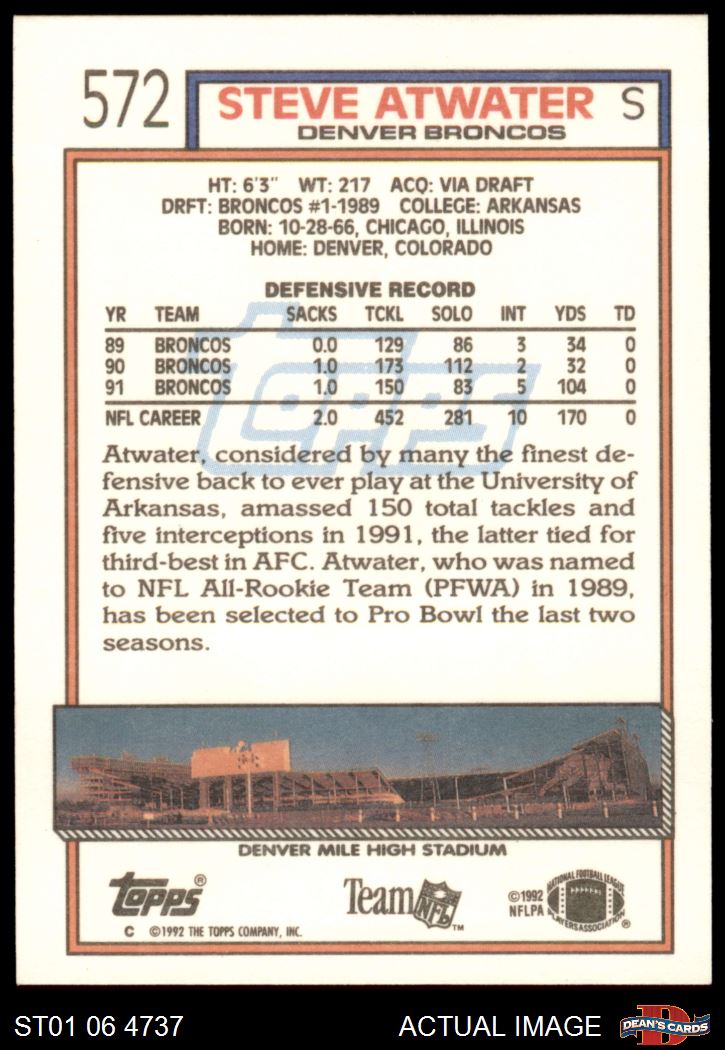 572
STEVE ATWATER S
DENVER BRONCOS
HT: 6'3" WT: 217 ACQ: VIA DRAFT
DRFT: BRONCOS #1-1989 COLLEGE: ARKANSAS
BORN: 10-28-66, CHICAGO, ILLINOIS
HOME: DENVER, COLORADO
DEFENSIVE RECORD
YR TEAM SACKS TCKL SOLO INT YDS TD
89 BRONCOS 0.0 129 86 3 34 0
90 BRONCOS 1.0 173 112 2 32 0
91 BRONCOS 1.0 150 83 5 104 0
NFL CAREER 2.0 452 281 10 170 0
topps
Atwater, considered by many the finest de-
fensive back to ever play at the University of
Arkansas, amassed 150 total tackles and
five interceptions in 1991, the latter tied for
third-best in AFC. Atwater, who was named
to NFL All-Rookie Team (PFWA) in 1989,
has been selected to Pro Bowl the last two
seasons.
DENVER MILE HIGH STADIUM
topps®
C ©1992 THE TOPPS COMPANY, INC.
Team NFL™
©1992
NFLPA
NATIONAL FOOTBALL LEAGUE
PLAYERS ASSOCIATION®
ST01 06 4737
ACTUAL IMAGE
D
DEAN'S CARDS